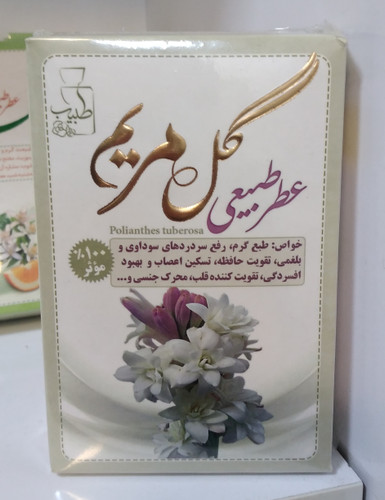 طبیب
گل مریم
عطر طبیعی
Polianthes tuberosa
۱۰۰٪
موثر
خواص: طبع گرم، رفع سردردهای سوداوی و
بلغمی، تقویت حافظه، تسکین اعصاب و بهبود
افسردگی، تقویت کننده قلب، محرک جنسی و...